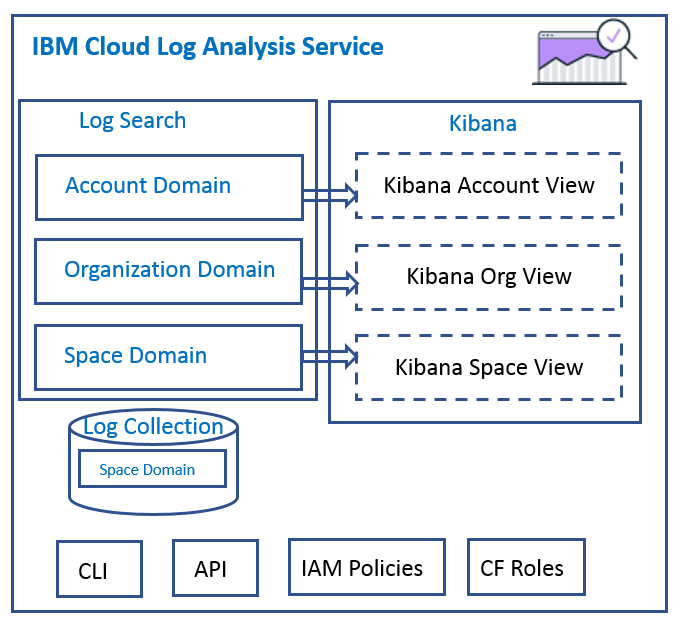 IBM Cloud Log Analysis Service
Log Search
Kibana
Account Domain
Kibana Account View
Organization Domain
Kibana Org View
Space Domain
Kibana Space View
Log Collection
Space Domain
CLI
API
IAM Policies
CF Roles